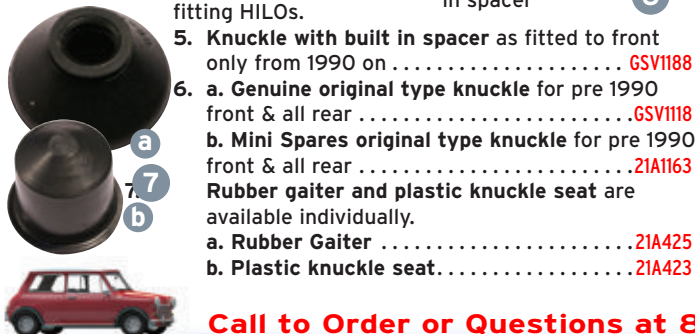 in spacer
fitting HILOs.
5. Knuckle with built in spacer as fitted to front
only from 1990 on . . . . . . . . . . . . . . . . . . . . . . GSV1188
6. a. Genuine original type knuckle for pre 1990
front & all rear . . . . . . . . . . . . . . . . . . . . . . . . . .GSV1118
b. Mini Spares original type knuckle for pre 1990
front & all rear . . . . . . . . . . . . . . . . . . . . . . . . . .21A1163
7. Rubber gaiter and plastic knuckle seat are
available individually.
a. Rubber Gaiter . . . . . . . . . . . . . . . . . . . . . . . .21A425
b. Plastic knuckle seat. . . . . . . . . . . . . . . . . . .21A423
a
7
b
Call to Order or Questions at